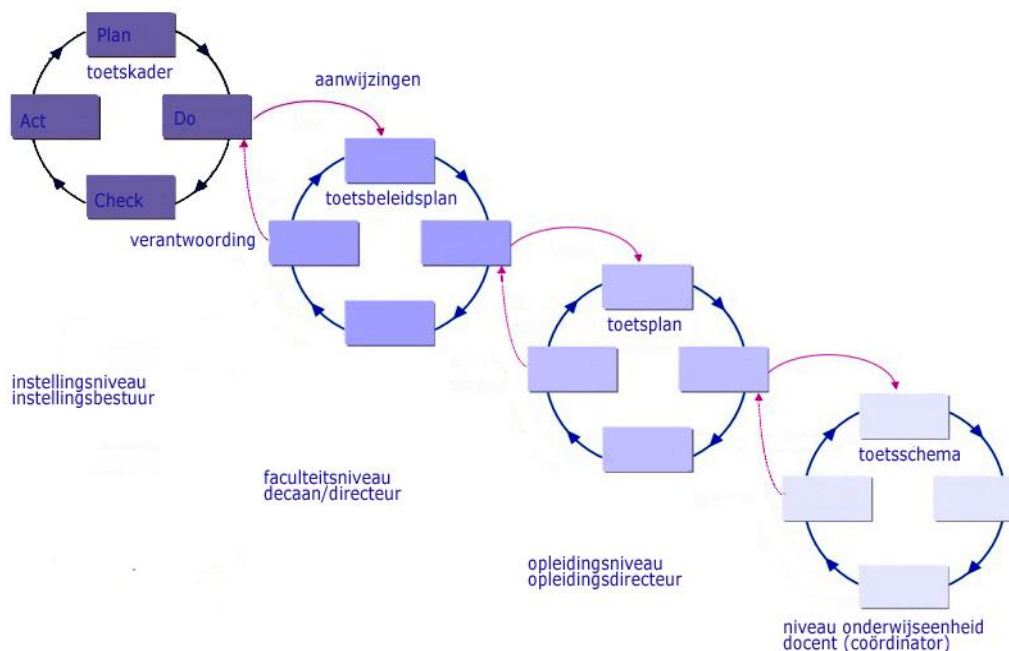 Plan
toetskader
Act
Do
Check
aanwijzingen
verantwoording
toetsbeleidsplan
toetsplan
toetsschema
instellingsniveau
instellingsbestuur
faculteitsniveau
decaan/directeur
opleidingsniveau
opleidingsdirecteur
niveau onderwijseenheid
docent (coördinator)